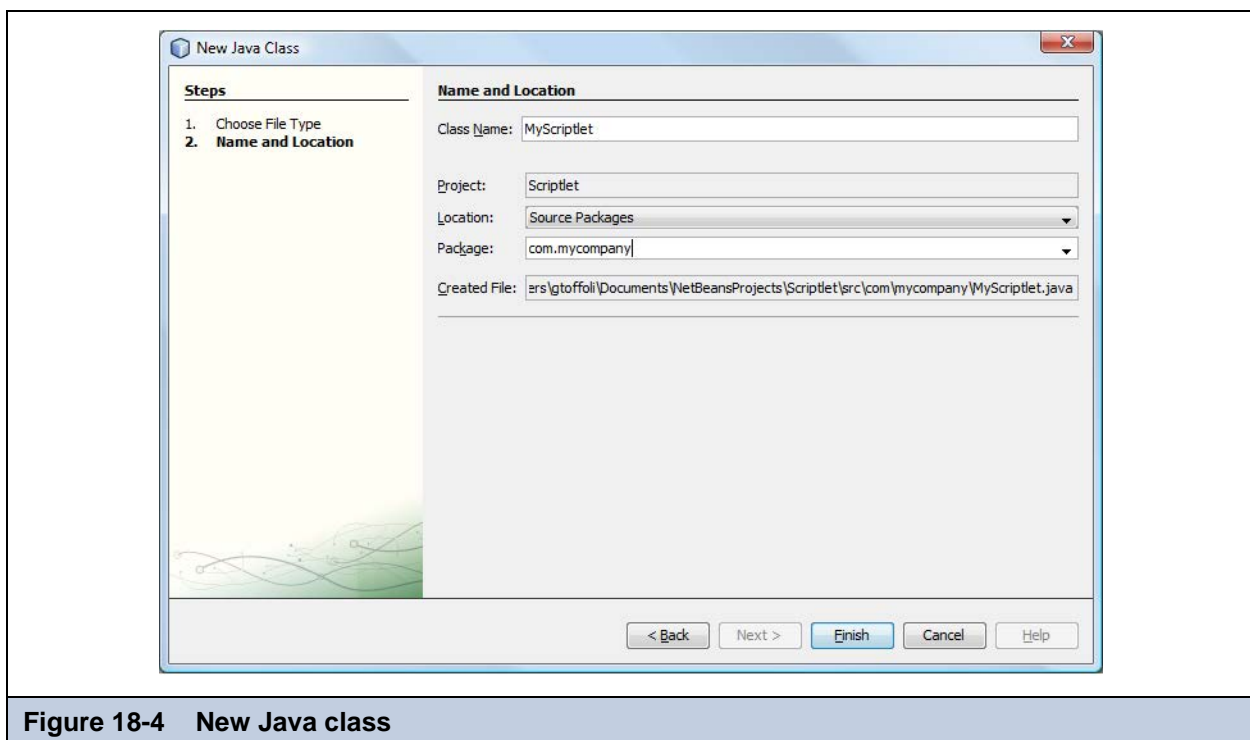 New Java Class
Steps
1. Choose File Type
2. Name and Location
Name and Location
Class Name: MyScriptlet
Project: Scriptlet
Location: Source Packages
Package: com.mycompany
Created File: ers\gtoffoli\Documents\NetBeansProjects\Scriptlet\src\com\mycompany\MyScriptlet.java
< Back Next > Finish Cancel Help
Figure 18-4 New Java class